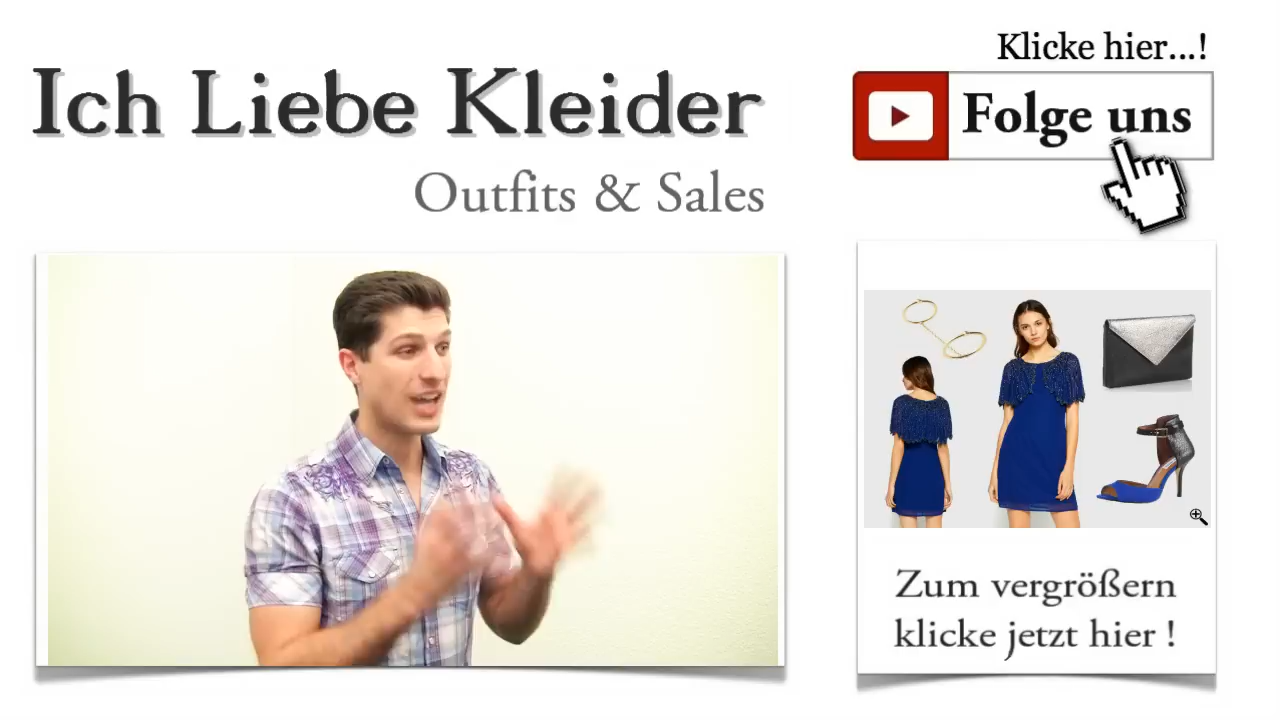 Ich Liebe Kleider
Outfits & Sales
Klicke hier...!
Folge uns
Zum vergrößern
klicke jetzt hier !